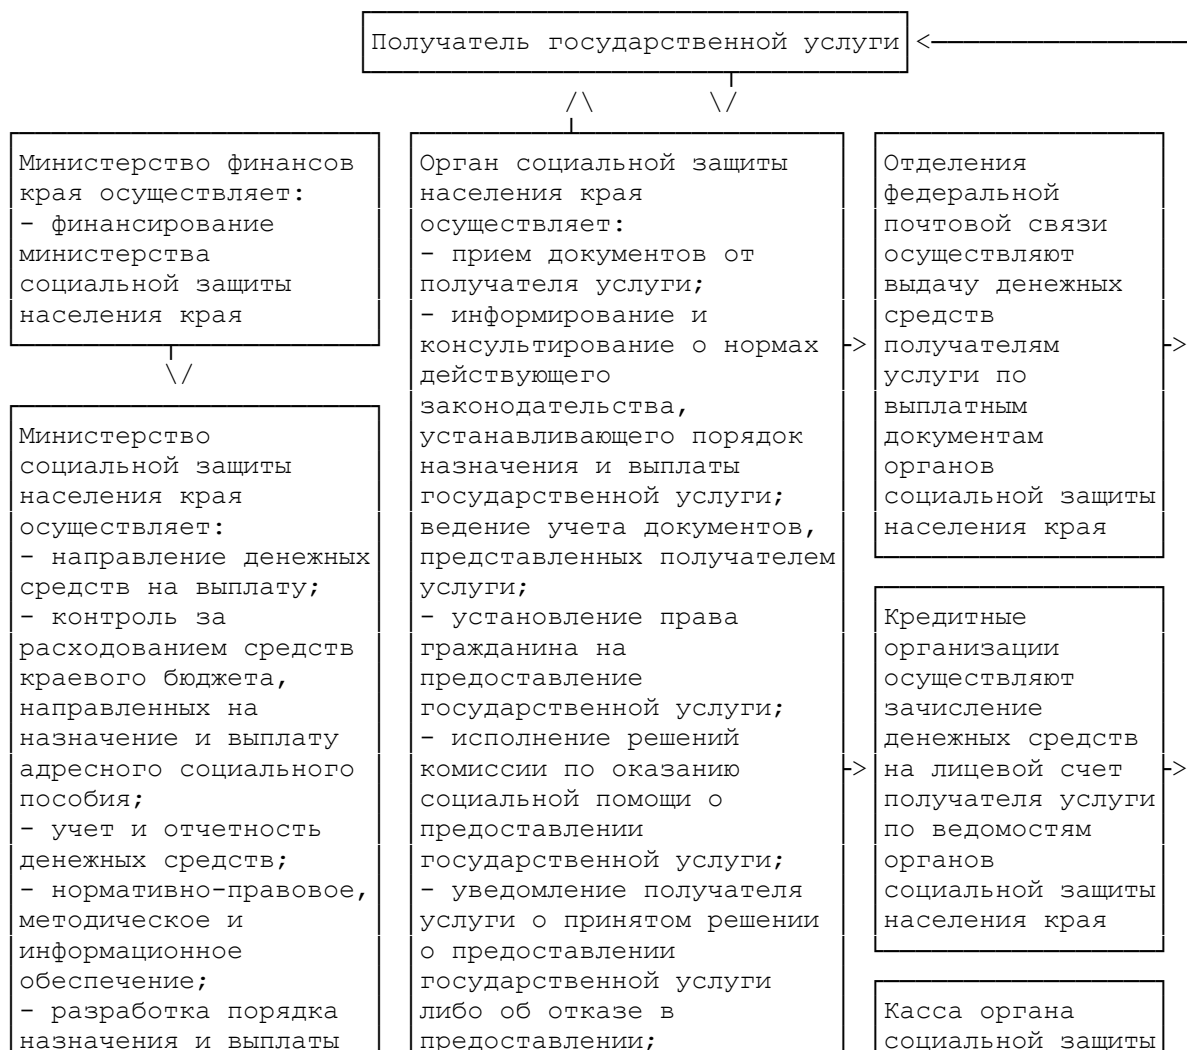 Получатель государственной услуги
Министерство финансов
края осуществляет:
- финансирование
министерства
социальной защиты
населения края
Министерство
социальной защиты
населения края
осуществляет:
- направление денежных
средств на выплату;
- контроль за
расходованием средств
краевого бюджета,
направленных на
назначение и выплату
адресного социального
пособия;
- учет и отчетность
денежных средств;
- нормативно-правовое,
методическое и
информационное
обеспечение;
- разработка порядка
назначения и выплаты
Орган социальной защиты
населения края
осуществляет:
- прием документов от
получателя услуги;
- информирование и
консультирование о нормах
действующего
законодательства,
устанавливающего порядок
назначения и выплаты
государственной услуги;
ведение учета документов,
представленных получателем
услуги;
- установление права
гражданина на
предоставление
государственной услуги;
- исполнение решений
комиссии по оказанию
социальной помощи о
предоставлении
государственной услуги;
- уведомление получателя
услуги о принятом решении
о предоставлении
государственной услуги
либо об отказе в
предоставлении;
Отделения
федеральной
почтовой связи
осуществляют
выдачу денежных
средств
получателям
услуги по
выплатным
документам
органов
социальной защиты
населения края
Кредитные
организации
осуществляют
зачисление
денежных средств
на лицевой счет
получателя услуги
по ведомостям
органов
социальной защиты
населения края
Касса органа
социальной защиты